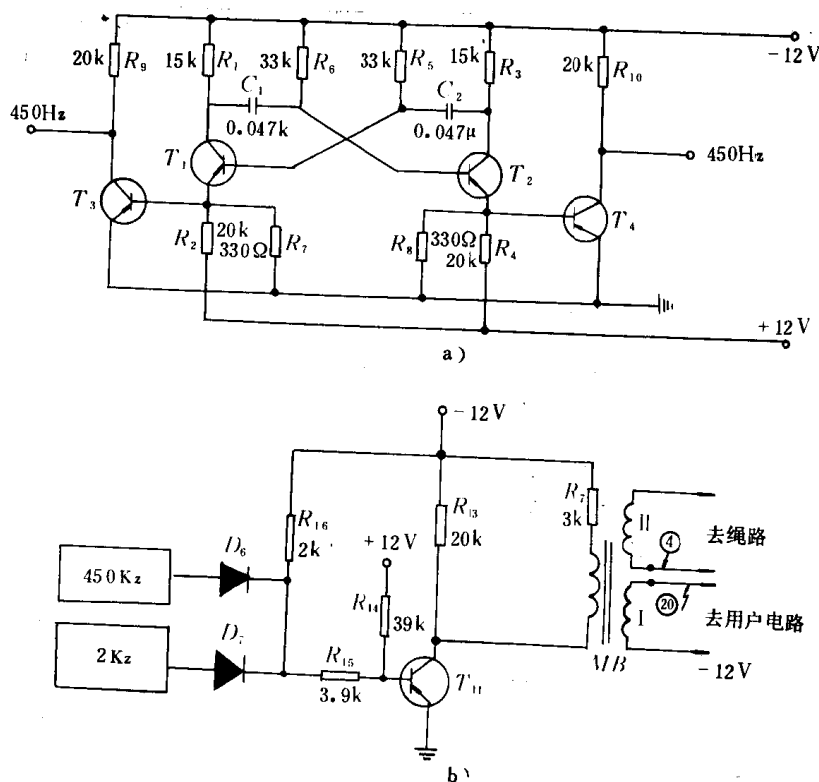 -12V
20k R₉
15k R₁
33k R₆
33k R₅
15k R₃
20k R₁₀
C₁
0.047k
C₂
0.047μ
450Hz
450Hz
T₁
T₂
T₃
T₄
R₂ 20k
330Ω R₇
R₈ 330Ω
20k R₄
+12V
a)
-12V
R₁₆
2k
R₁₃
20k
R₇
3k
II
去绳路
④
450Kz
D₆
+12V
R₁₄
39k
⑳
I
去用户电路
2Kz
D₇
R₁₅
3.9k
T₁₁
MB
-12V
b)